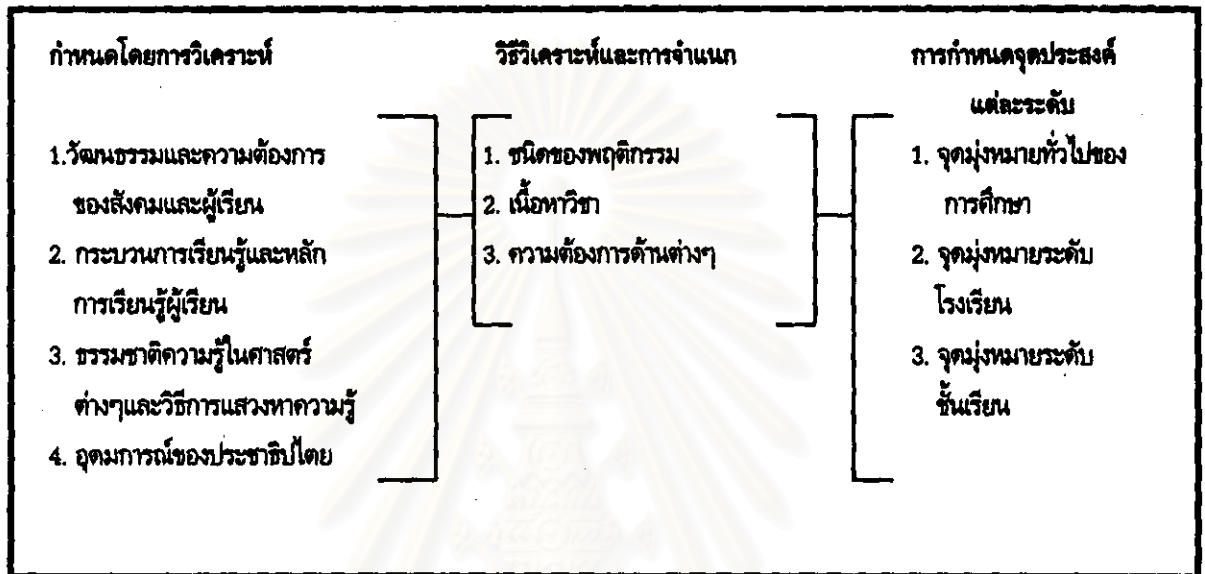 กำหนดโดยการวิเคราะห์
1.วัฒนธรรมและความต้องการ
ของสังคมและผู้เรียน
2. กระบวนการเรียนรู้และหลัก
การเรียนรู้ผู้เรียน
3. ธรรมชาติความรู้ในศาสตร์
ต่างๆและวิธีการแสวงหาความรู้
4. อุดมการณ์ของประชาธิปไตย
วิธีวิเคราะห์และการจำแนก
1. ชนิดของพฤติกรรม
2. เนื้อหาวิชา
3. ความต้องการด้านต่างๆ
การกำหนดจุดประสงค์
แต่ละระดับ
1. จุดมุ่งหมายทั่วไปของ
การศึกษา
2. จุดมุ่งหมายระดับ
โรงเรียน
3. จุดมุ่งหมายระดับ
ชั้นเรียน